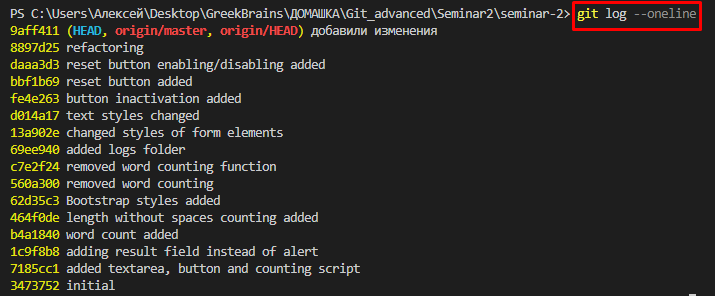 PS C:\Users\Алексей\Desktop\GreekBrains\ДОМАШКА\Git_advanced\Seminar2\seminar-2> git log --oneline
9aff411 (HEAD, origin/master, origin/HEAD) добавили изменения
8897d25 refactoring
daaa3d3 reset button enabling/disabling added
bbf1b69 reset button added
fe4e263 button inactivation added
d014a17 text styles changed
13a902e changed styles of form elements
69ee940 added logs folder
c7e2f24 removed word counting function
560a300 removed word counting
62d35c3 Bootstrap styles added
464f0de length without spaces counting added
b4a1840 word count added
1c9f8b8 adding result field instead of alert
7185cc1 added textarea, button and counting script
3473752 initial